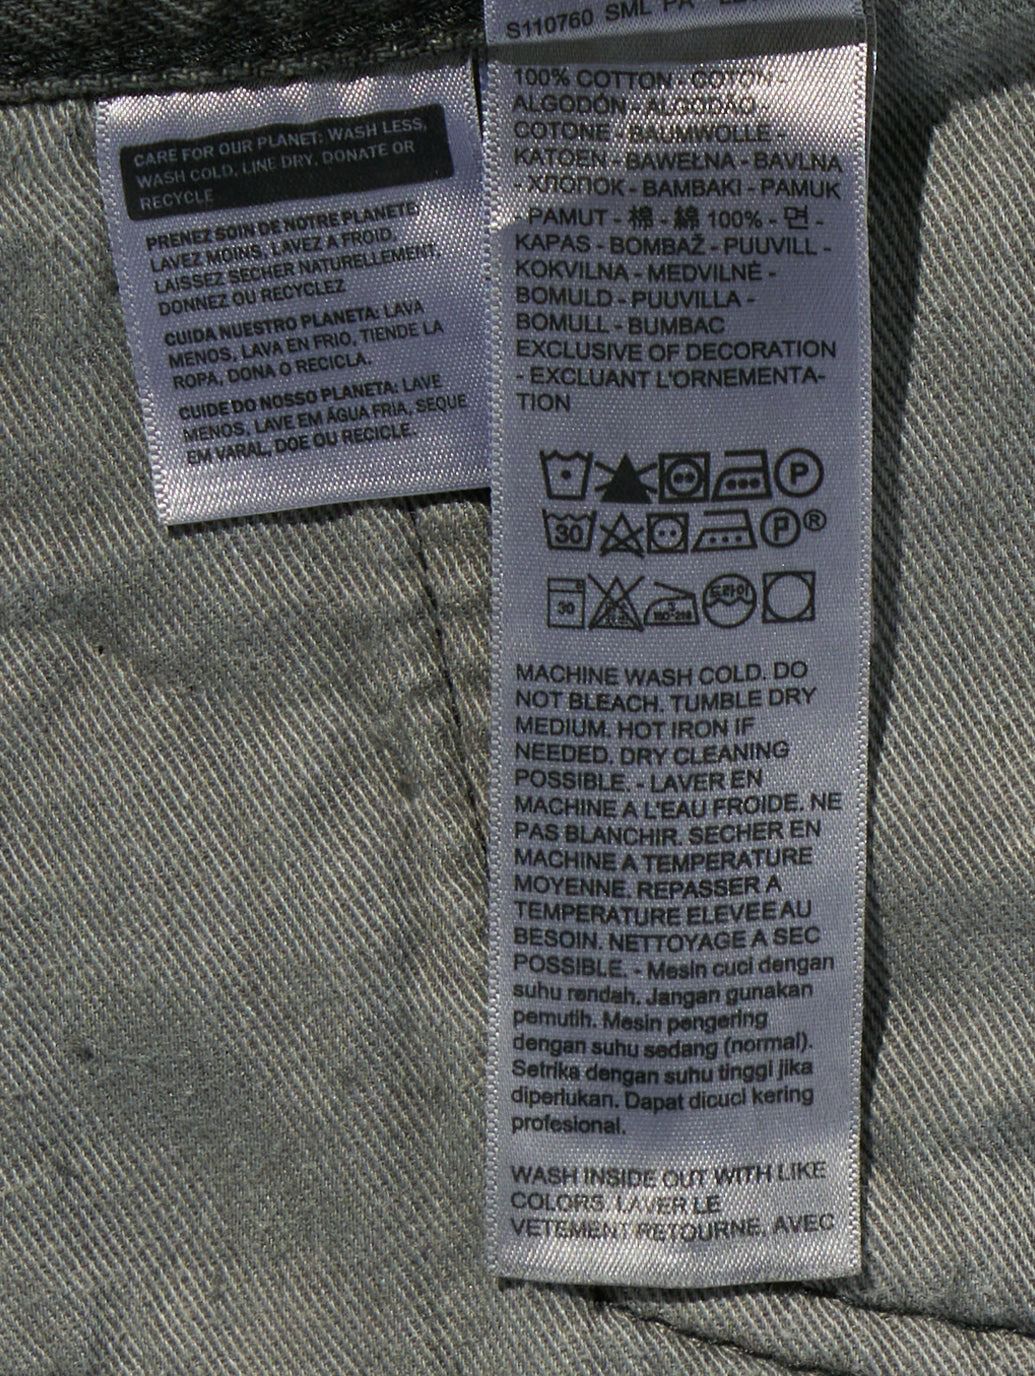 S110760 SML PA
CARE FOR OUR PLANET: WASH LESS,
WASH COLD, LINE DRY, DONATE OR
RECYCLE
PRENEZ SOIN DE NOTRE PLANETE:
LAVEZ MOINS, LAVEZ A FROID,
LAISSEZ SECHER NATURELLEMENT,
DONNEZ OU RECYCLEZ
CUIDA NUESTRO PLANETA: LAVA
MENOS, LAVA EN FRIO, TIENDE LA
ROPA, DONA O RECICLA.
CUIDE DO NOSSO PLANETA: LAVE
MENOS, LAVE EM ÁGUA FRIA, SEQUE
EM VARAL, DOE OU RECICLE.
100% COTTON - COTON -
ALGODÓN - ALGODAO -
COTONE - BAUMWOLLE -
KATOEN - BAWEŁNA - BAVLNA
- ХЛОПОК - BAMBAKI - PAMUK
- PAMUT - 棉 - 綿 100% - 면 -
KAPAS - BOMBAŽ - PUUVILL -
KOKVILNA - MEDVILNĖ -
BOMULD - PUUVILLA -
BOMULL - BUMBAC
EXCLUSIVE OF DECORATION
- EXCLUANT L'ORNEMENTA-
TION
P
30 P ®
30 드라이
MACHINE WASH COLD. DO
NOT BLEACH. TUMBLE DRY
MEDIUM. HOT IRON IF
NEEDED. DRY CLEANING
POSSIBLE. - LAVER EN
MACHINE A L'EAU FROIDE. NE
PAS BLANCHIR. SECHER EN
MACHINE A TEMPERATURE
MOYENNE. REPASSER A
TEMPERATURE ELEVEE AU
BESOIN. NETTOYAGE A SEC
POSSIBLE. - Mesin cuci dengan
suhu rendah. Jangan gunakan
pemutih. Mesin pengering
dengan suhu sedang (normal).
Setrika dengan suhu tinggi jika
diperlukan. Dapat dicuci kering
profesional.
WASH INSIDE OUT WITH LIKE
COLORS. LAVER LE
VETEMENT RETOURNE. AVEC